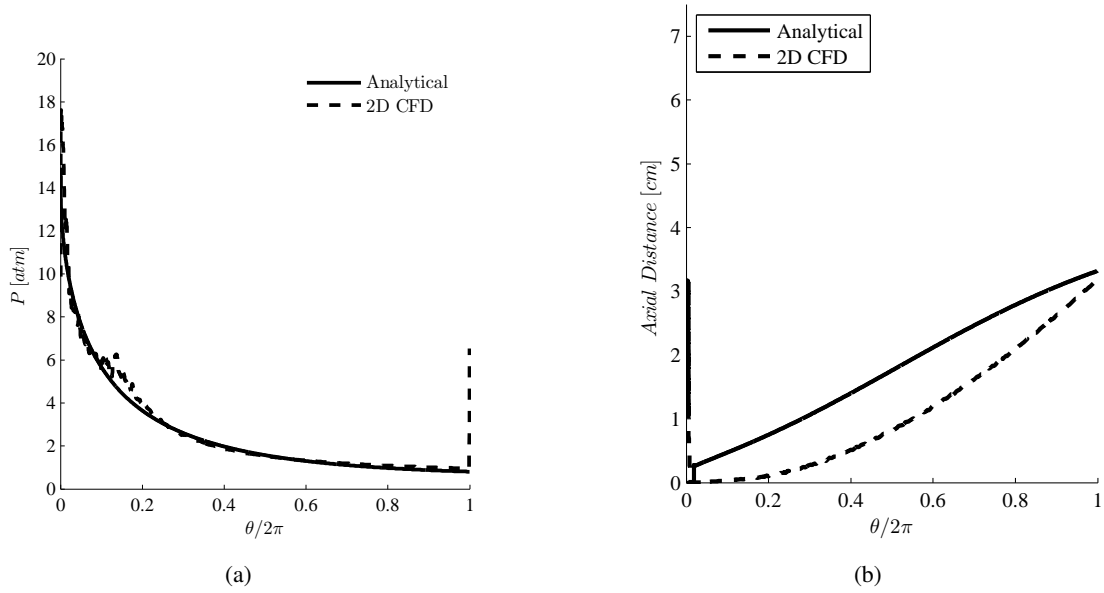 20
18
16
14
12
10
8
6
4
2
0
P [atm]
Analytical
2D CFD
0 0.2 0.4 0.6 0.8 1
θ/2π
(a)
7
6
5
4
3
2
1
0
Axial Distance [cm]
Analytical
2D CFD
0 0.2 0.4 0.6 0.8 1
θ/2π
(b)